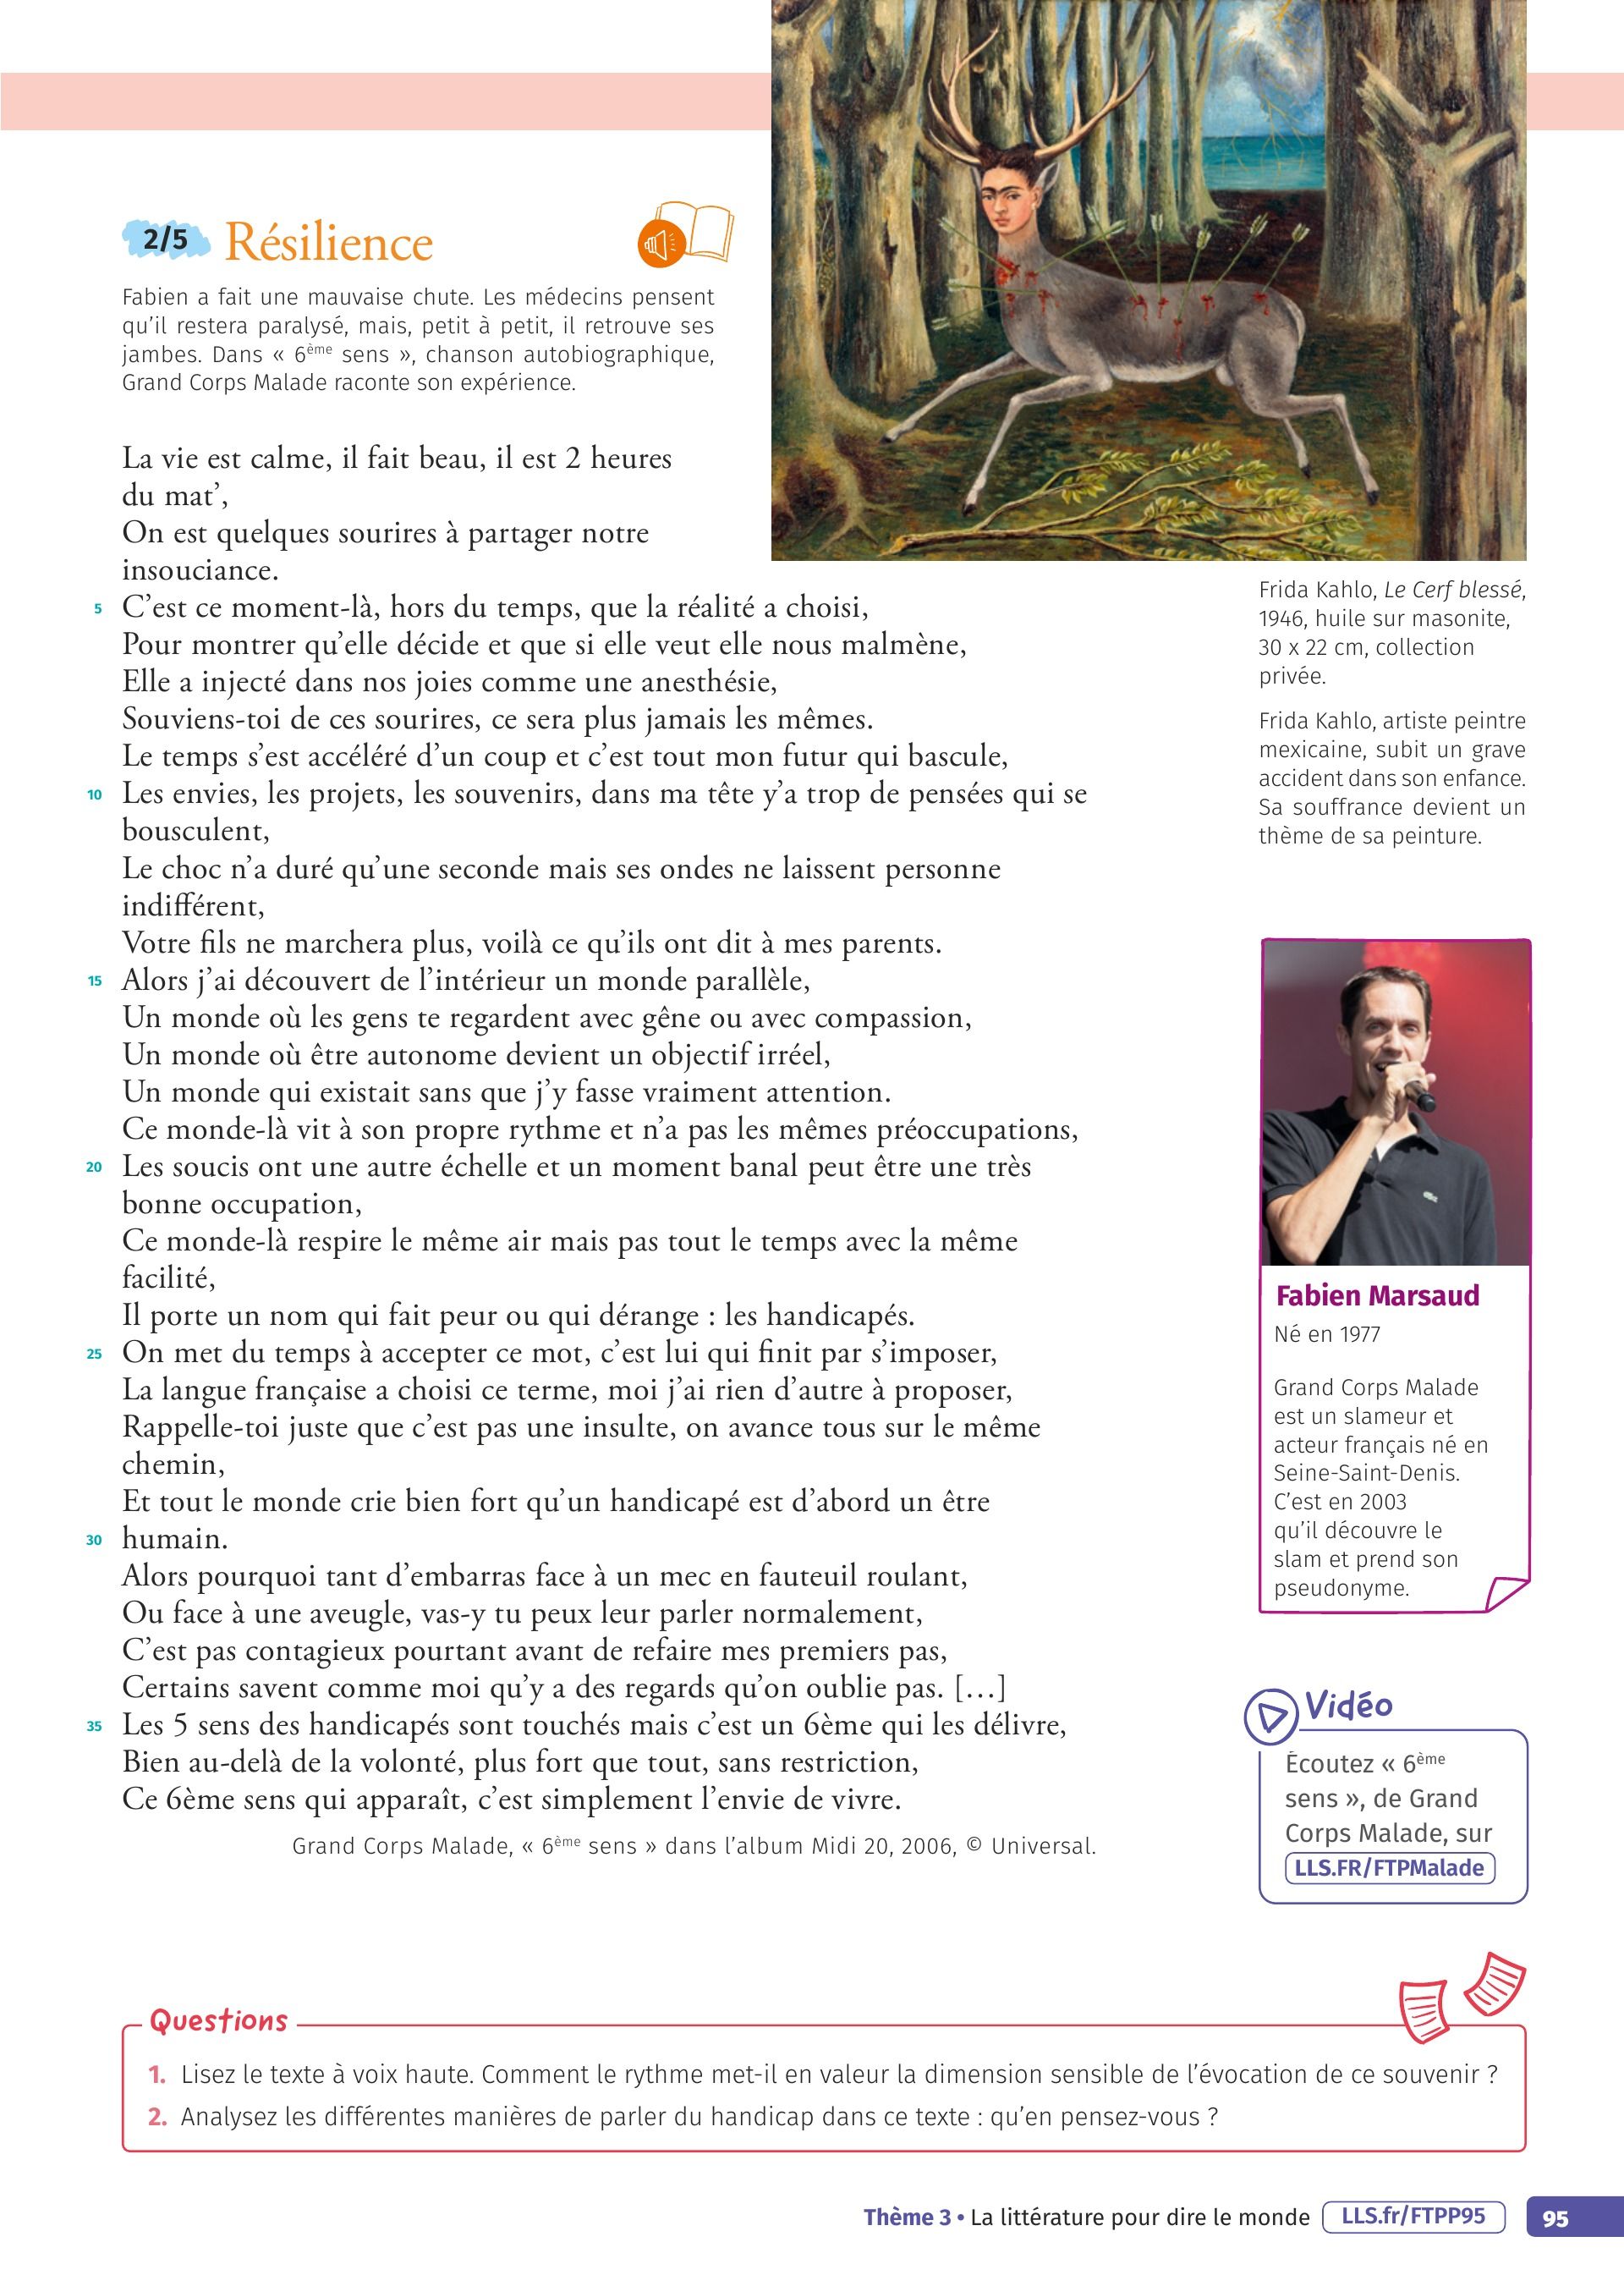 2/5 Résilience
Fabien a fait une mauvaise chute. Les médecins pensent
qu’il restera paralysé, mais, petit à petit, il retrouve ses
jambes. Dans « 6ème sens », chanson autobiographique,
Grand Corps Malade raconte son expérience.
La vie est calme, il fait beau, il est 2 heures
du mat’,
On est quelques sourires à partager notre
insouciance.
5 C’est ce moment-là, hors du temps, que la réalité a choisi,
Pour montrer qu’elle décide et que si elle veut elle nous malmène,
Elle a injecté dans nos joies comme une anesthésie,
Souviens-toi de ces sourires, ce sera plus jamais les mêmes.
Le temps s’est accéléré d’un coup et c’est tout mon futur qui bascule,
10 Les envies, les projets, les souvenirs, dans ma tête y’a trop de pensées qui se
bousculent,
Le choc n’a duré qu’une seconde mais ses ondes ne laissent personne
indifférent,
Votre fils ne marchera plus, voilà ce qu’ils ont dit à mes parents.
15 Alors j’ai découvert de l’intérieur un monde parallèle,
Un monde où les gens te regardent avec gêne ou avec compassion,
Un monde où être autonome devient un objectif irréel,
Un monde qui existait sans que j’y fasse vraiment attention.
Ce monde-là vit à son propre rythme et n’a pas les mêmes préoccupations,
20 Les soucis ont une autre échelle et un moment banal peut être une très
bonne occupation,
Ce monde-là respire le même air mais pas tout le temps avec la même
facilité,
Il porte un nom qui fait peur ou qui dérange : les handicapés.
25 On met du temps à accepter ce mot, c’est lui qui finit par s’imposer,
La langue française a choisi ce terme, moi j’ai rien d’autre à proposer,
Rappelle-toi juste que c’est pas une insulte, on avance tous sur le même
chemin,
Et tout le monde crie bien fort qu’un handicapé est d’abord un être
30 humain.
Alors pourquoi tant d’embarras face à un mec en fauteuil roulant,
Ou face à une aveugle, vas-y tu peux leur parler normalement,
C’est pas contagieux pourtant avant de refaire mes premiers pas,
Certains savent comme moi qu’y a des regards qu’on oublie pas. […]
35 Les 5 sens des handicapés sont touchés mais c’est un 6ème qui les délivre,
Bien au-delà de la volonté, plus fort que tout, sans restriction,
Ce 6ème sens qui apparaît, c’est simplement l’envie de vivre.
Grand Corps Malade, « 6ème sens » dans l’album Midi 20, 2006, © Universal.
Frida Kahlo, Le Cerf blessé,
1946, huile sur masonite,
30 x 22 cm, collection
privée.
Frida Kahlo, artiste peintre
mexicaine, subit un grave
accident dans son enfance.
Sa souffrance devient un
thème de sa peinture.
Fabien Marsaud
Né en 1977
Grand Corps Malade
est un slameur et
acteur français né en
Seine-Saint-Denis.
C’est en 2003
qu’il découvre le
slam et prend son
pseudonyme.
Vidéo
Écoutez « 6ème
sens », de Grand
Corps Malade, sur
LLS.FR/FTPMalade
Questions
1. Lisez le texte à voix haute. Comment le rythme met-il en valeur la dimension sensible de l’évocation de ce souvenir ?
2. Analysez les différentes manières de parler du handicap dans ce texte : qu’en pensez-vous ?
Thème 3 • La littérature pour dire le monde LLS.fr/FTPP95 95